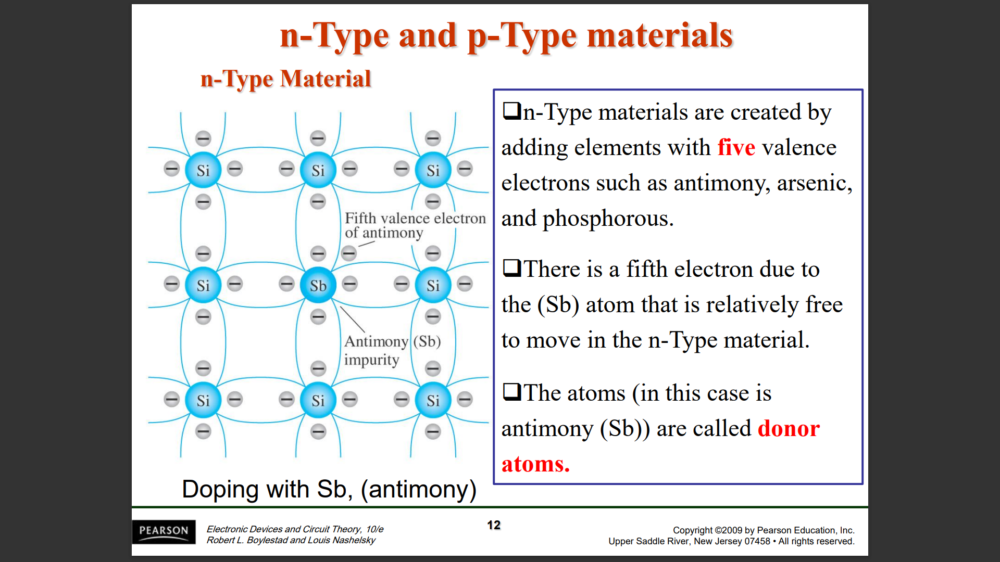 n-Type and p-Type materials
n-Type Material
Si
Si
Si
Fifth valence electron
of antimony
Si
Sb
Si
Antimony (Sb)
impurity
Si
Si
Si
Doping with Sb, (antimony)
❑n-Type materials are created by
adding elements with five valence
electrons such as antimony, arsenic,
and phosphorous.
❑There is a fifth electron due to
the (Sb) atom that is relatively free
to move in the n-Type material.
❑The atoms (in this case is
antimony (Sb)) are called donor
atoms.
PEARSON
Electronic Devices and Circuit Theory, 10/e
Robert L. Boylestad and Louis Nashelsky
12
Copyright ©2009 by Pearson Education, Inc.
Upper Saddle River, New Jersey 07458 • All rights reserved.